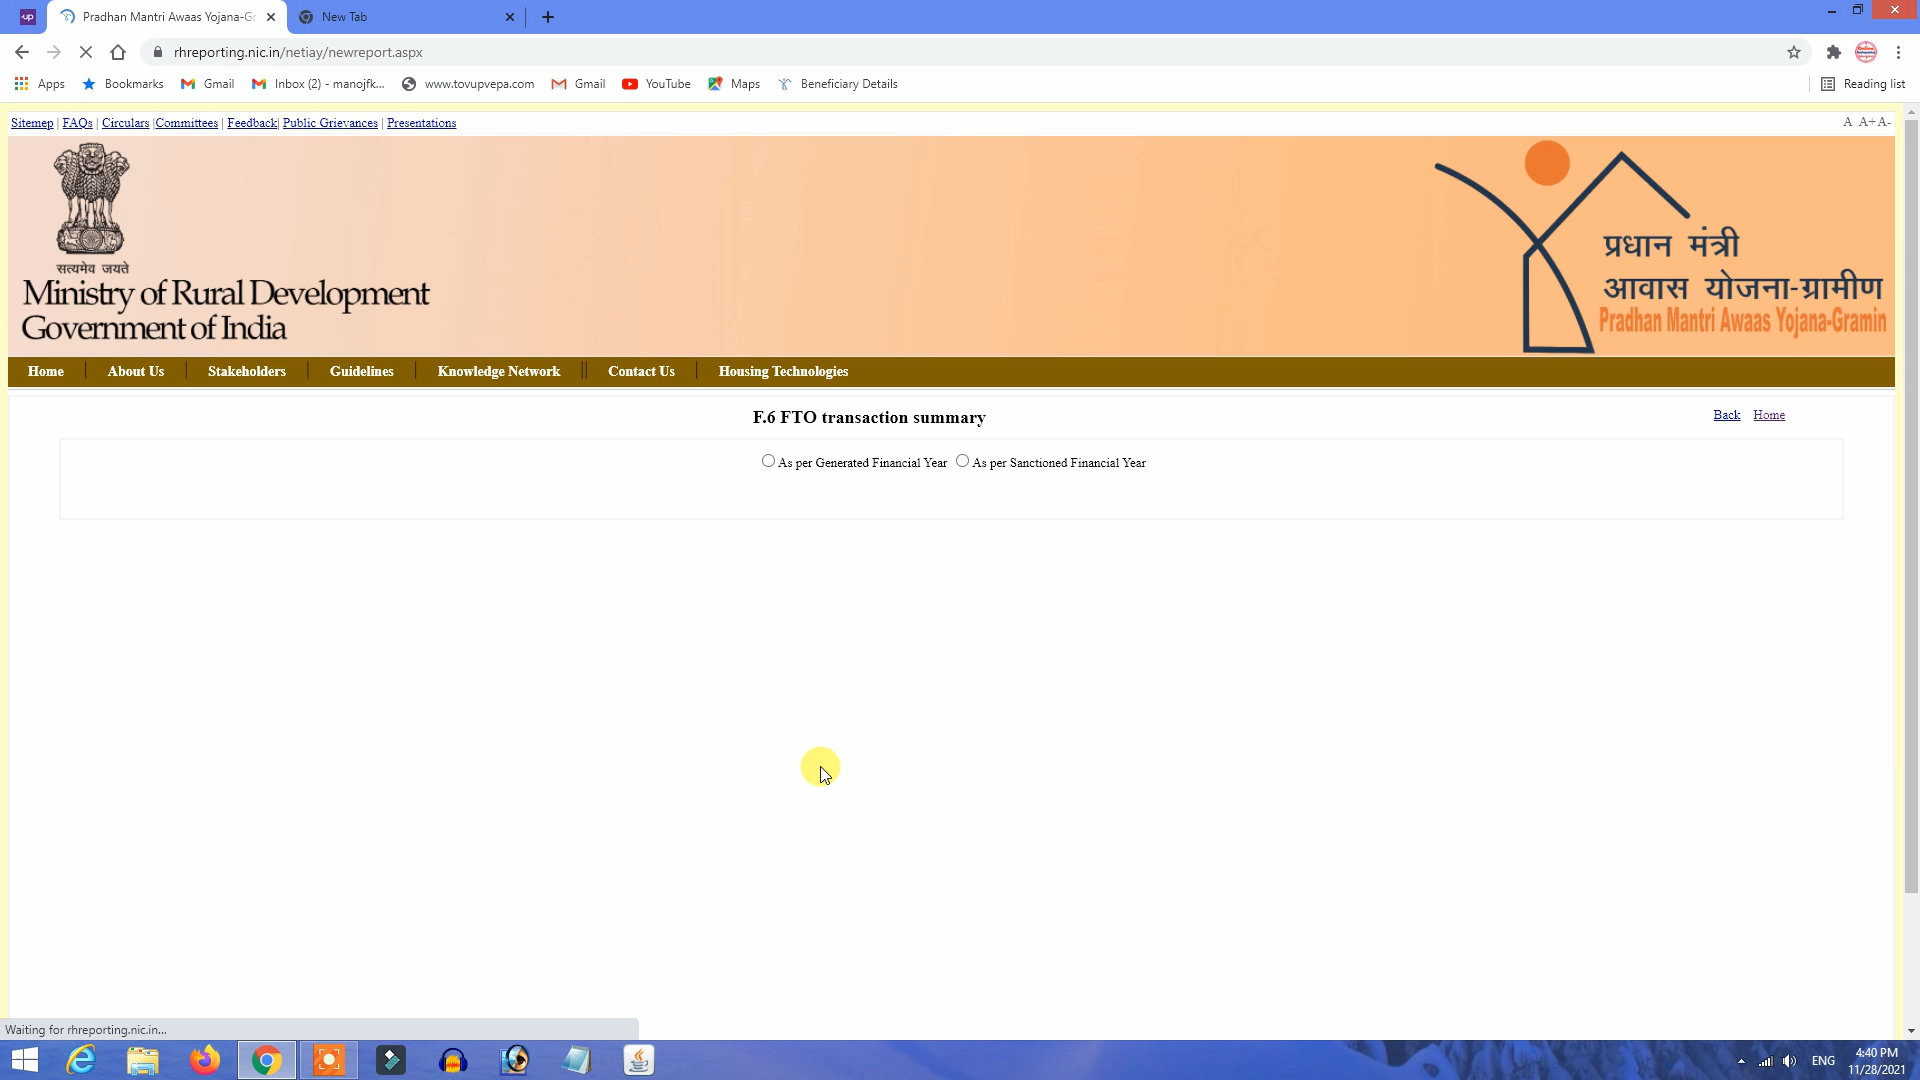 Pradhan Mantri Awaas Yojana-Gr
New Tab
rhreporting.nic.in/netiay/newreport.aspx
Apps
Bookmarks
Gmail
Inbox (2) - manojfk...
www.tovupvepa.com
Gmail
YouTube
Maps
Beneficiary Details
Reading list
Sitemep | FAQs | Circulars |Committees | Feedback| Public Grievances | Presentations
A A+ A-
सत्यमेव जयते
Ministry of Rural Development
Government of India
प्रधान मंत्री
आवास योजना-ग्रामीण
Pradhan Mantri Awaas Yojana-Gramin
Home
About Us
Stakeholders
Guidelines
Knowledge Network
Contact Us
Housing Technologies
F.6 FTO transaction summary
Back Home
As per Generated Financial Year As per Sanctioned Financial Year
Waiting for rhreporting.nic.in...
ENG
4:40 PM
11/28/2021